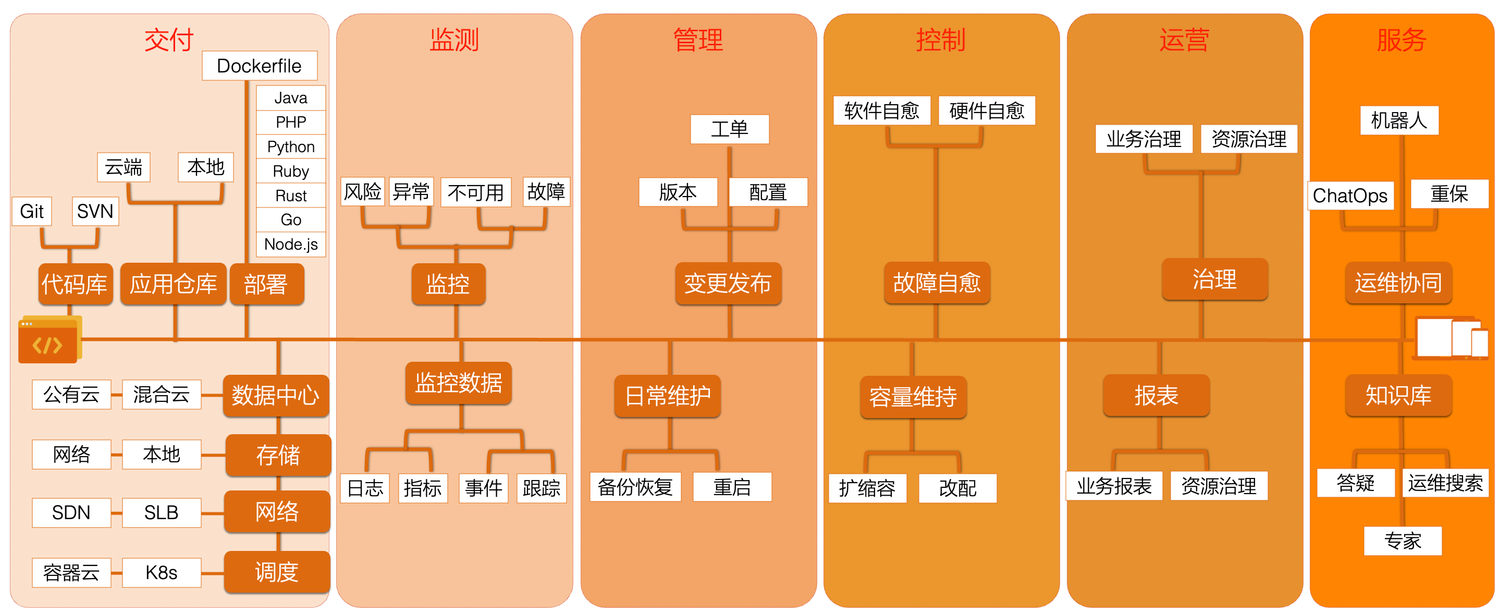 交付
Dockerfile
Java
PHP
Python
Ruby
Rust
Go
Node.js
云端
本地
Git
SVN
代码库
应用仓库
部署
</>
公有云
混合云
数据中心
网络
本地
存储
SDN
SLB
网络
容器云
K8s
调度
监测
风险
异常
不可用
故障
监控
监控数据
日志
指标
事件
跟踪
管理
工单
版本
配置
变更发布
日常维护
备份恢复
重启
控制
软件自愈
硬件自愈
故障自愈
容量维持
扩缩容
改配
运营
业务治理
资源治理
治理
报表
业务报表
资源治理
服务
机器人
ChatOps
重保
运维协同
知识库
答疑
运维搜索
专家